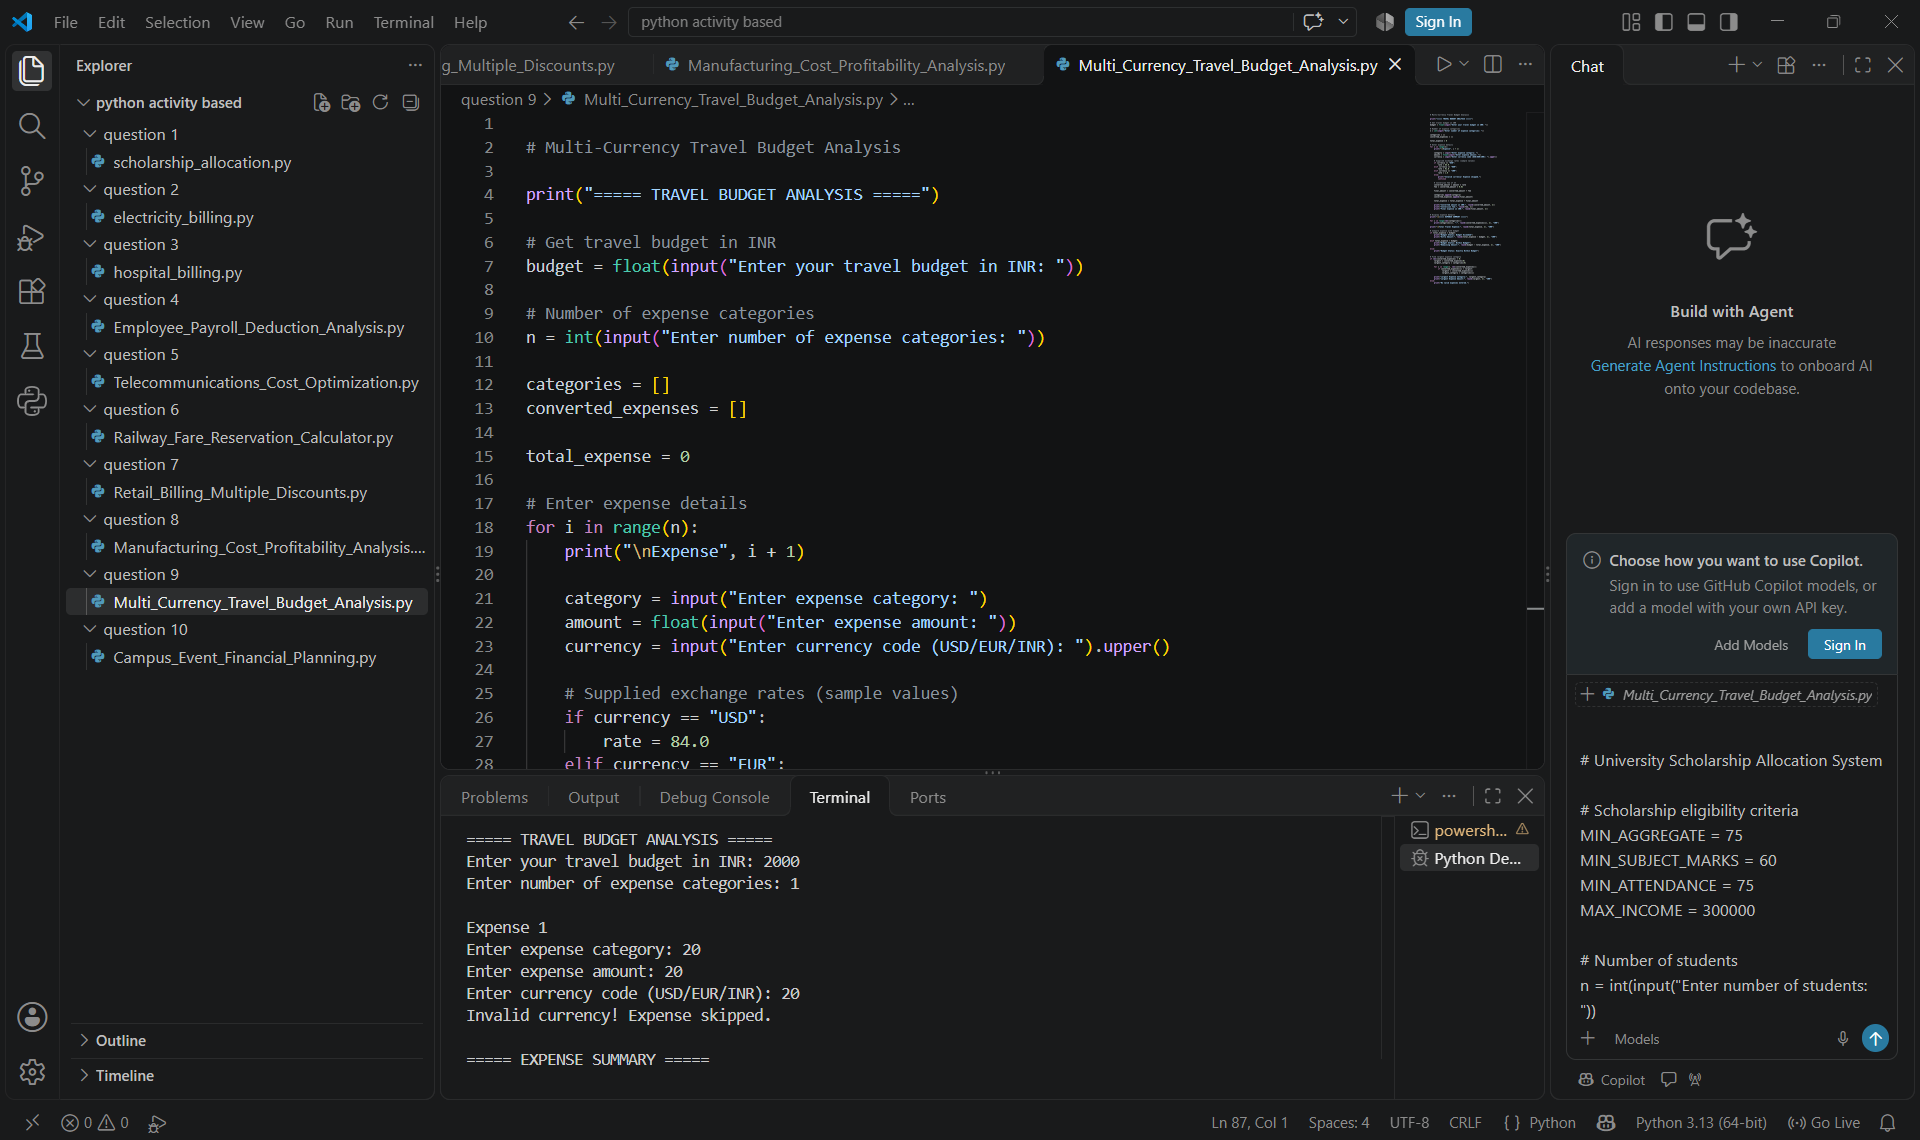 File Edit Selection View Go Run Terminal Help
python activity based
Sign In
Explorer
python activity based
question 1
scholarship_allocation.py
question 2
electricity_billing.py
question 3
hospital_billing.py
question 4
Employee_Payroll_Deduction_Analysis.py
question 5
Telecommunications_Cost_Optimization.py
question 6
Railway_Fare_Reservation_Calculator.py
question 7
Retail_Billing_Multiple_Discounts.py
question 8
Manufacturing_Cost_Profitability_Analysis....
question 9
Multi_Currency_Travel_Budget_Analysis.py
question 10
Campus_Event_Financial_Planning.py
Outline
Timeline
g_Multiple_Discounts.py
Manufacturing_Cost_Profitability_Analysis.py
Multi_Currency_Travel_Budget_Analysis.py
question 9 > Multi_Currency_Travel_Budget_Analysis.py > ...
1
2 # Multi-Currency Travel Budget Analysis
3
4 print("===== TRAVEL BUDGET ANALYSIS =====")
5
6 # Get travel budget in INR
7 budget = float(input("Enter your travel budget in INR: "))
8
9 # Number of expense categories
10 n = int(input("Enter number of expense categories: "))
11
12 categories = []
13 converted_expenses = []
14
15 total_expense = 0
16
17 # Enter expense details
18 for i in range(n):
19 print("\nExpense", i + 1)
20
21 category = input("Enter expense category: ")
22 amount = float(input("Enter expense amount: "))
23 currency = input("Enter currency code (USD/EUR/INR): ").upper()
24
25 # Supplied exchange rates (sample values)
26 if currency == "USD":
27 rate = 84.0
28 elif currency == "EUR":
Problems Output Debug Console Terminal Ports
===== TRAVEL BUDGET ANALYSIS =====
Enter your travel budget in INR: 2000
Enter number of expense categories: 1
Expense 1
Enter expense category: 20
Enter expense amount: 20
Enter currency code (USD/EUR/INR): 20
Invalid currency! Expense skipped.
===== EXPENSE SUMMARY =====
powersh...
Python De...
Chat
Build with Agent
AI responses may be inaccurate
Generate Agent Instructions to onboard AI
onto your codebase.
Choose how you want to use Copilot.
Sign in to use GitHub Copilot models, or
add a model with your own API key.
Add Models Sign In
Multi_Currency_Travel_Budget_Analysis.py
# University Scholarship Allocation System
# Scholarship eligibility criteria
MIN_AGGREGATE = 75
MIN_SUBJECT_MARKS = 60
MIN_ATTENDANCE = 75
MAX_INCOME = 300000
# Number of students
n = int(input("Enter number of students:
"))
Models
Copilot
0 0
Ln 87, Col 1 Spaces: 4 UTF-8 CRLF { } Python Python 3.13 (64-bit) Go Live